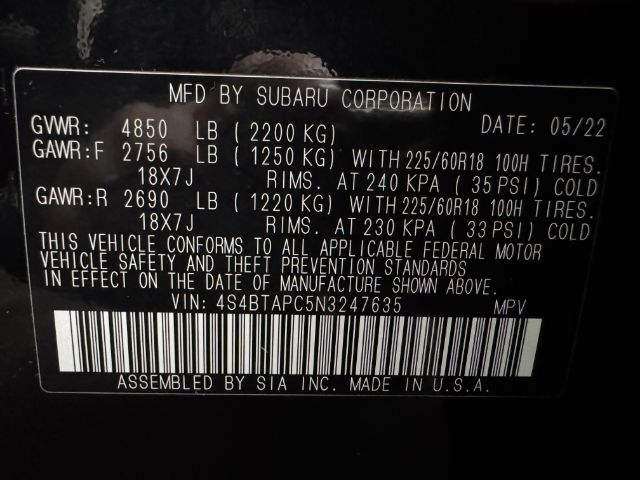 MFD BY SUBARU CORPORATION
GVWR: 4850 LB ( 2200 KG) DATE: 05/22
GAWR:F 2756 LB ( 1250 KG) WITH 225/60R18 100H TIRES.
18X7J RIMS. AT 240 KPA ( 35 PSI) COLD
GAWR:R 2690 LB ( 1220 KG) WITH 225/60R18 100H TIRES.
18X7J RIMS. AT 230 KPA ( 33 PSI) COLD
THIS VEHICLE CONFORMS TO ALL APPLICABLE FEDERAL MOTOR
VEHICLE SAFETY AND THEFT PREVENTION STANDARDS
IN EFFECT ON THE DATE OF MANUFACTURE SHOWN ABOVE.
VIN: 4S4BTAPC5N3247635 MPV
ASSEMBLED BY SIA INC. MADE IN U.S.A.